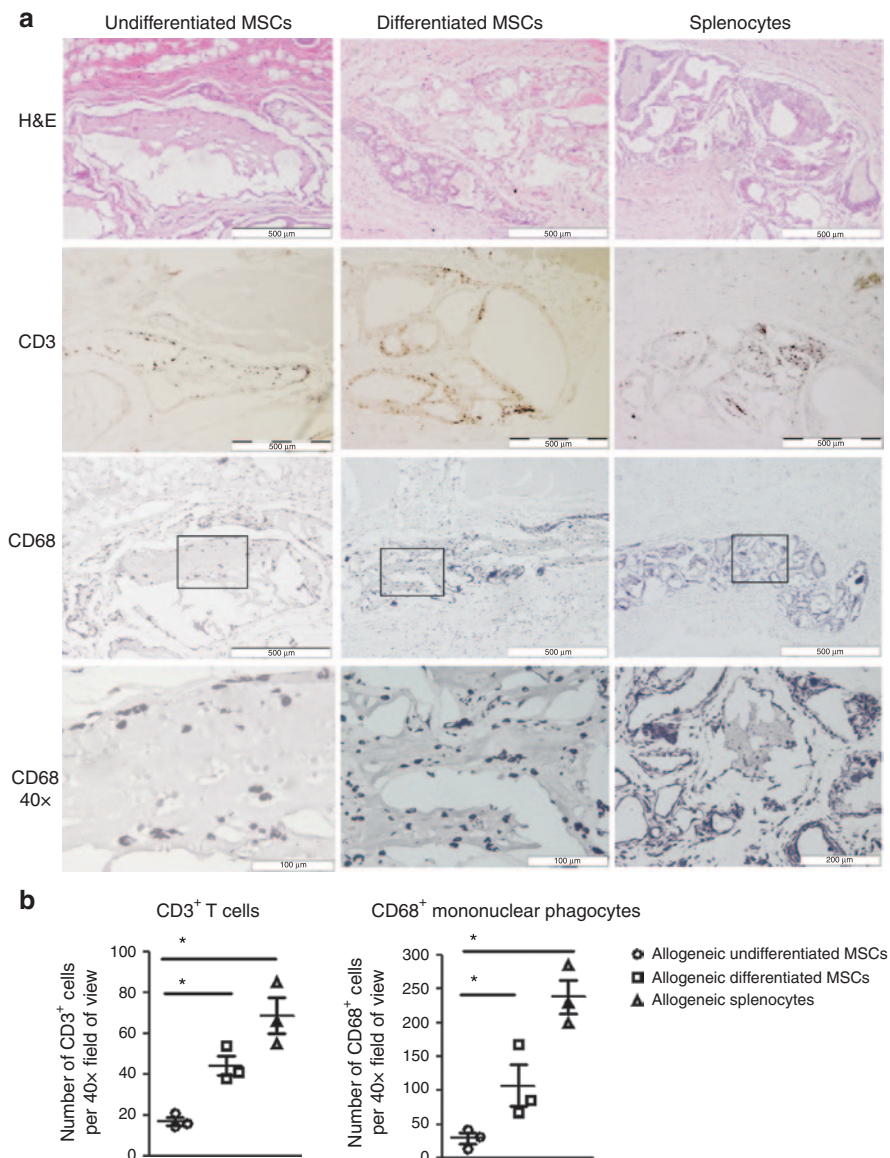 a
Undifferentiated MSCs
Differentiated MSCs
Splenocytes
H&E
500 µm
500 µm
500 µm
CD3
500 µm
500 µm
500 µm
CD68
500 µm
500 µm
500 µm
CD68
40×
100 µm
100 µm
200 µm
b
CD3+ T cells
Number of CD3+ cells
per 40× field of view
100
80
60
40
20
0
*
*
CD68+ mononuclear phagocytes
Number of CD68+ cells
per 40× field of view
300
250
200
150
100
50
0
*
*
Allogeneic undifferentiated MSCs
Allogeneic differentiated MSCs
Allogeneic splenocytes